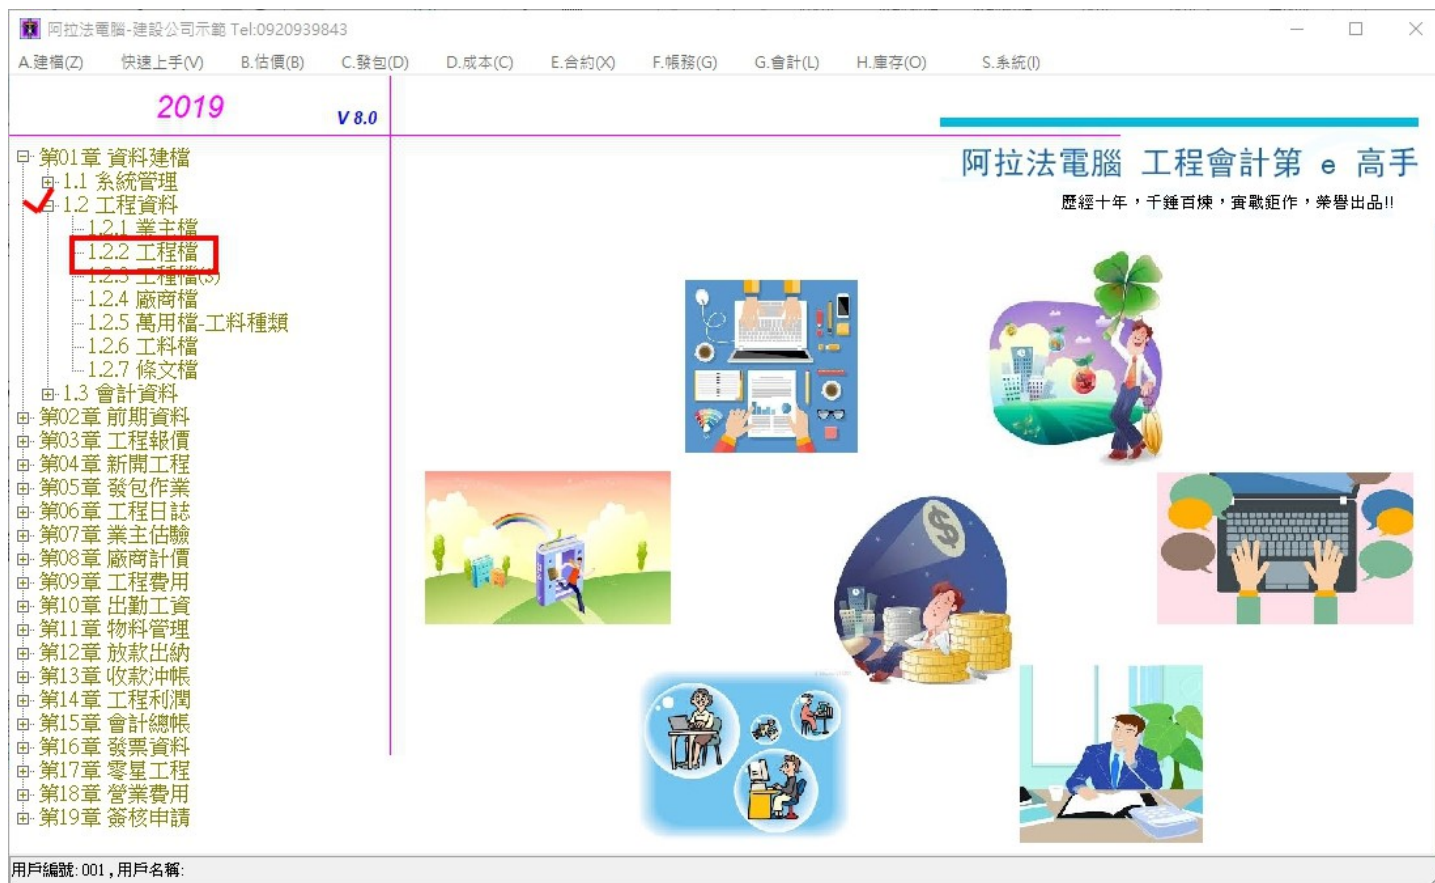 阿拉法電腦-建設公司示範 Tel:0920939843
A.建檔(Z) 快速上手(V) B.估價(B) C.發包(D) D.成本(C) E.合約(X) F.帳務(G) G.會計(L) H.庫存(O) S.系統(I)
2019 V 8.0
第01章 資料建檔
1.1 系統管理
1.2 工程資料
1.2.1 業主檔
1.2.2 工程檔
1.2.3 工種檔(S)
1.2.4 廠商檔
1.2.5 萬用檔-工料種類
1.2.6 工料檔
1.2.7 條文檔
1.3 會計資料
第02章 前期資料
第03章 工程報價
第04章 新開工程
第05章 發包作業
第06章 工程日誌
第07章 業主估驗
第08章 廠商計價
第09章 工程費用
第10章 出勤工資
第11章 物料管理
第12章 放款出納
第13章 收款沖帳
第14章 工程利潤
第15章 會計總帳
第16章 發票資料
第17章 零星工程
第18章 營業費用
第19章 簽核申請
阿拉法電腦 工程會計第 e 高手
歷經十年，千錘百煉，實戰鉅作，榮譽出品!!
用戶編號:001,用戶名稱: